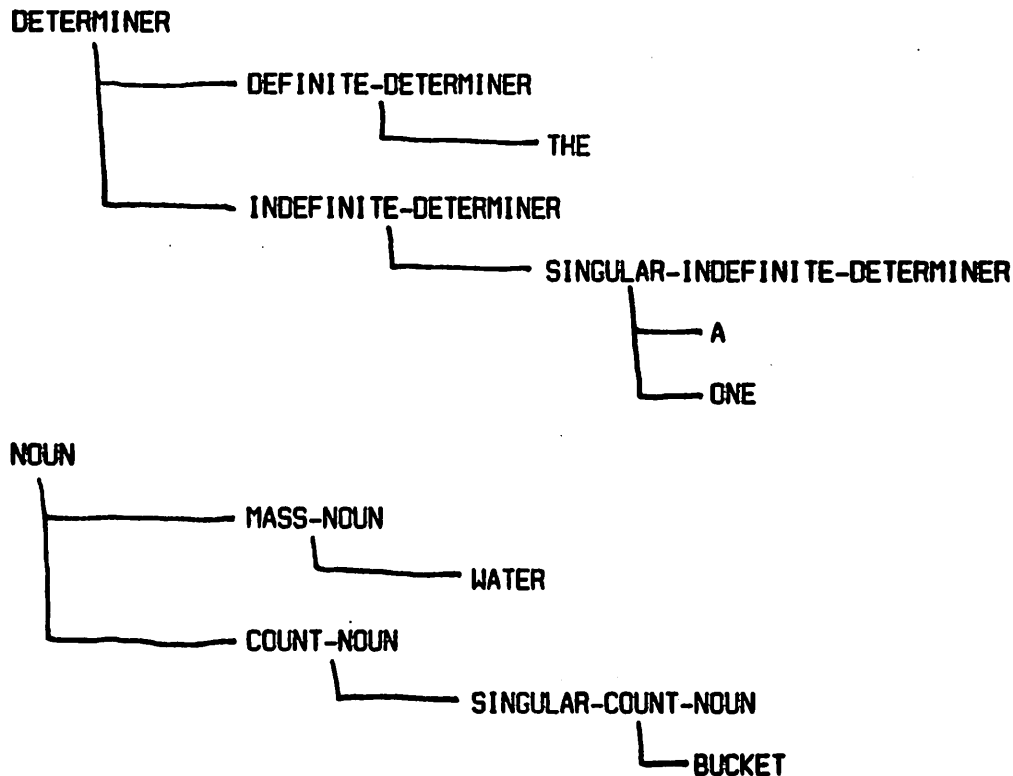 DETERMINER
DEFINITE-DETERMINER
THE
INDEFINITE-DETERMINER
SINGULAR-INDEFINITE-DETERMINER
A
ONE
NOUN
MASS-NOUN
WATER
COUNT-NOUN
SINGULAR-COUNT-NOUN
BUCKET